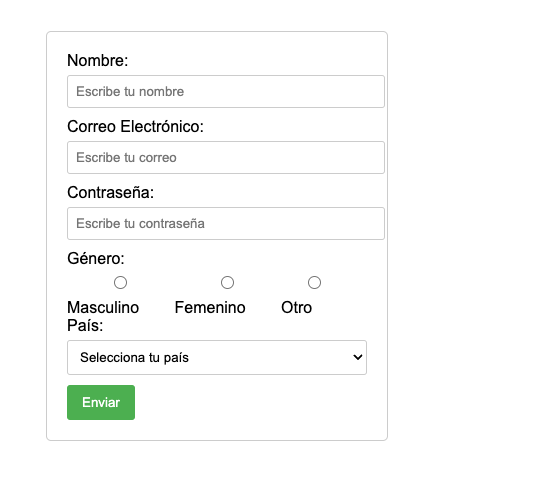 Nombre:
Escribe tu nombre
Correo Electrónico:
Escribe tu correo
Contraseña:
Escribe tu contraseña
Género:
Masculino Femenino Otro
País:
Selecciona tu país
Enviar